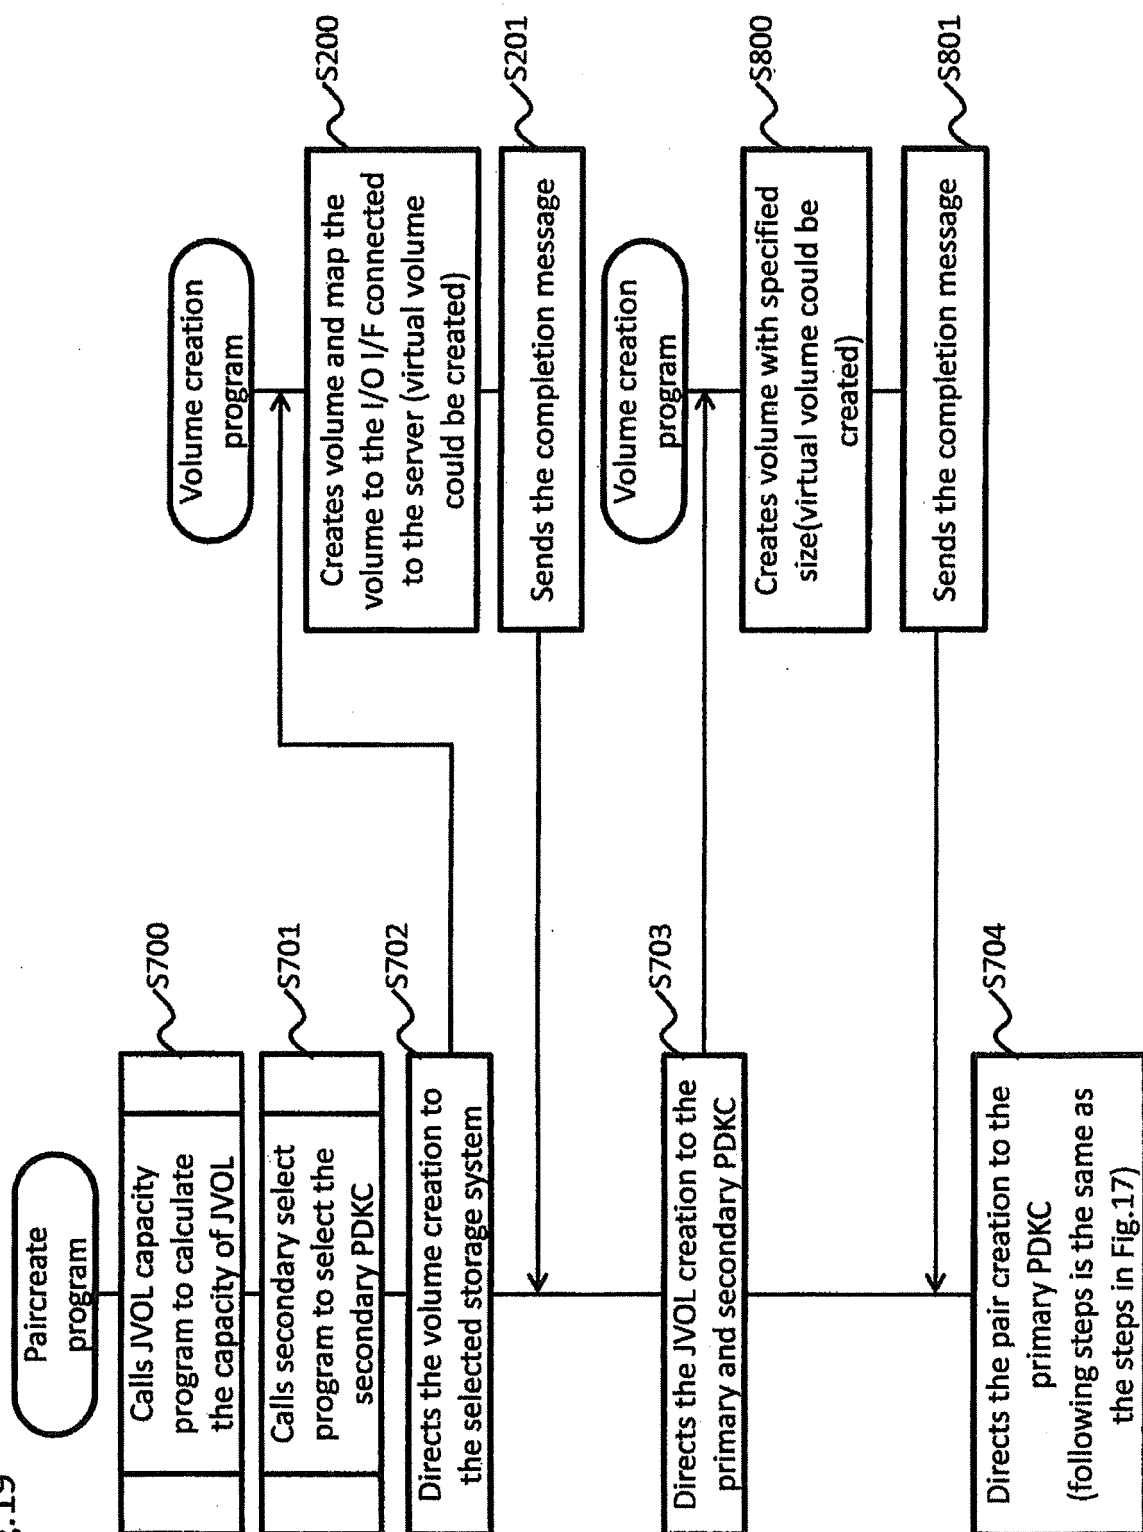 .19
Paircreate
program
Calls JVOL capacity
program to calculate
the capacity of JVOL
S700
Calls secondary select
program to select the
secondary PDKC
S701
Directs the volume creation to
the selected storage system
S702
Directs the JVOL creation to the
primary and secondary PDKC
S703
Directs the pair creation to the
primary PDKC
(following steps is the same as
the steps in Fig.17)
S704
Volume creation
program
Creates volume and map the
volume to the I/O I/F connected
to the server (virtual volume
could be created)
S200
Sends the completion message
S201
Volume creation
program
Creates volume with specified
size(virtual volume could be
created)
S800
Sends the completion message
S801